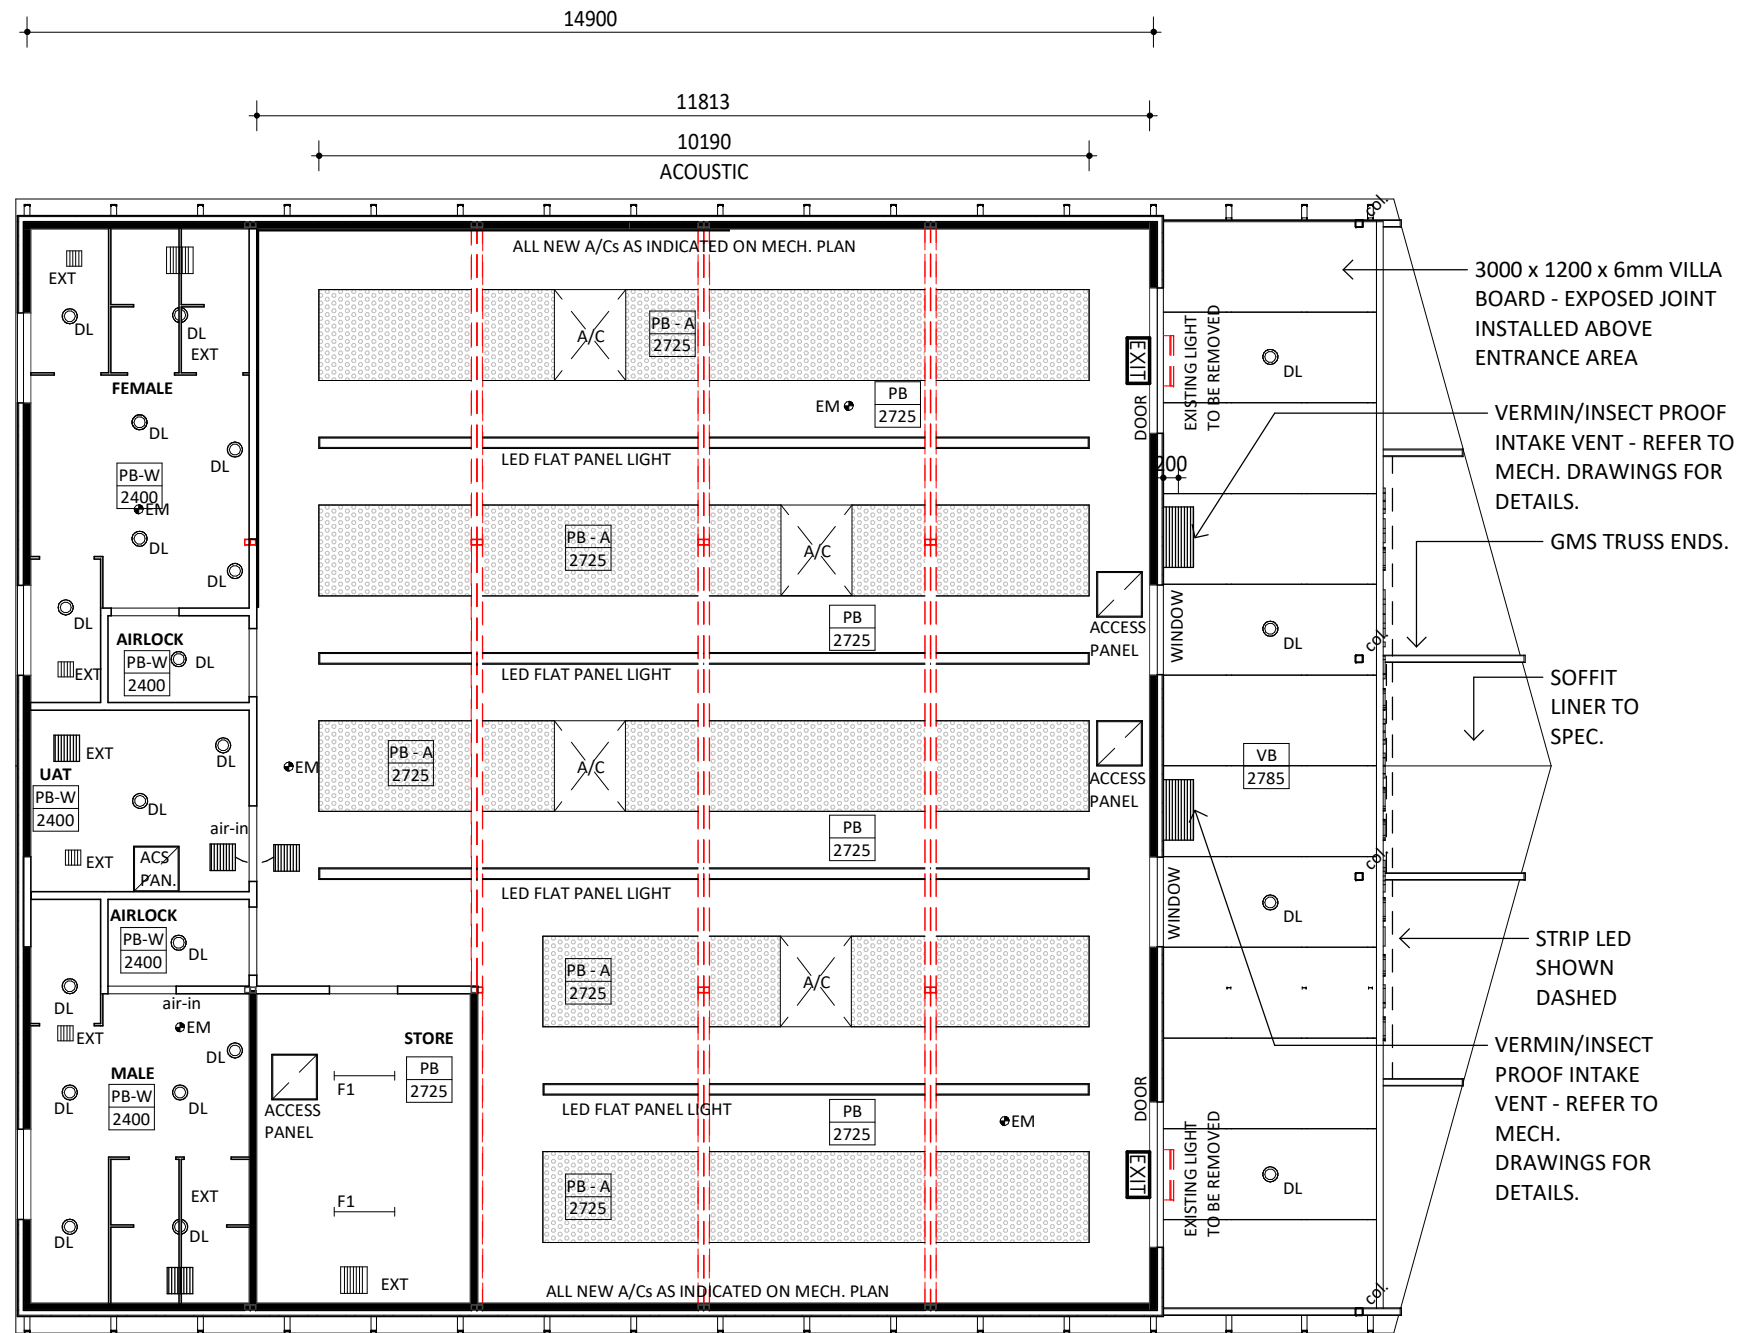 14900
11813
10190
ACOUSTIC
col.
ALL NEW A/Cs AS INDICATED ON MECH. PLAN
EXT
DL
DL
EXT
FEMALE
DL
DL
PB-W
2400
EM
DL
DL
DL
EXT
AIRLOCK
PB-W
2400
DL
A/C
PB - A
2725
EM
PB
2725
EXIT
DOOR
EXISTING LIGHT
TO BE REMOVED
DL
LED FLAT PANEL LIGHT
200
PB - A
2725
A/C
PB
2725
ACCESS
PANEL
WINDOW
DL
col.
LED FLAT PANEL LIGHT
3000 x 1200 x 6mm VILLA
BOARD - EXPOSED JOINT
INSTALLED ABOVE
ENTRANCE AREA
VERMIN/INSECT PROOF
INTAKE VENT - REFER TO
MECH. DRAWINGS FOR
DETAILS.
GMS TRUSS ENDS.
SOFFIT
LINER TO
SPEC.
EXT
DL
UAT
PB-W
2400
DL
air-in
EXT
ACS
PAN.
EM
PB - A
2725
A/C
ACCESS
PANEL
VB
2785
PB
2725
LED FLAT PANEL LIGHT
WINDOW
DL
col.
AIRLOCK
PB-W
2400
DL
DL
air-in
EXT
EM
DL
MALE
PB-W
2400
DL
DL
EXT
DL
DL
STORE
PB
2725
F1
ACCESS
PANEL
F1
EXT
PB - A
2725
A/C
LED FLAT PANEL LIGHT
PB
2725
EM
DOOR
PB - A
2725
EXIT
EXISTING LIGHT
TO BE REMOVED
DL
STRIP LED
SHOWN
DASHED
VERMIN/INSECT
PROOF INTAKE
VENT - REFER TO
MECH.
DRAWINGS FOR
DETAILS.
ALL NEW A/Cs AS INDICATED ON MECH. PLAN
col.